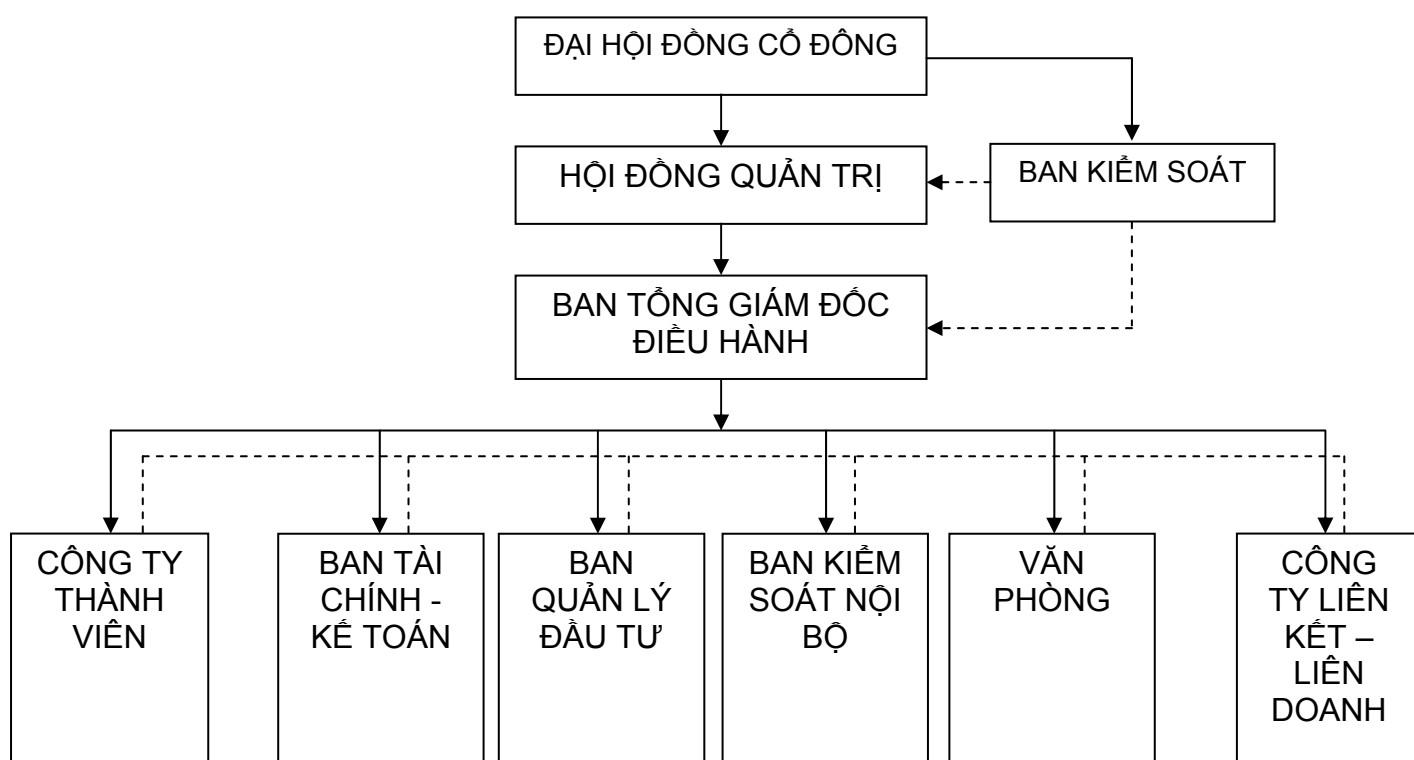 ĐẠI HỘI ĐỒNG CỔ ĐÔNG
HỘI ĐỒNG QUẢN TRỊ
BAN KIỂM SOÁT
BAN TỔNG GIÁM ĐỐC
ĐIỀU HÀNH
CÔNG TY
THÀNH
VIÊN
BAN TÀI
CHÍNH -
KẾ TOÁN
BAN
QUẢN LÝ
ĐẦU TƯ
BAN KIỂM
SOÁT NỘI
BỘ
VĂN
PHÒNG
CÔNG
TY LIÊN
KẾT –
LIÊN
DOANH